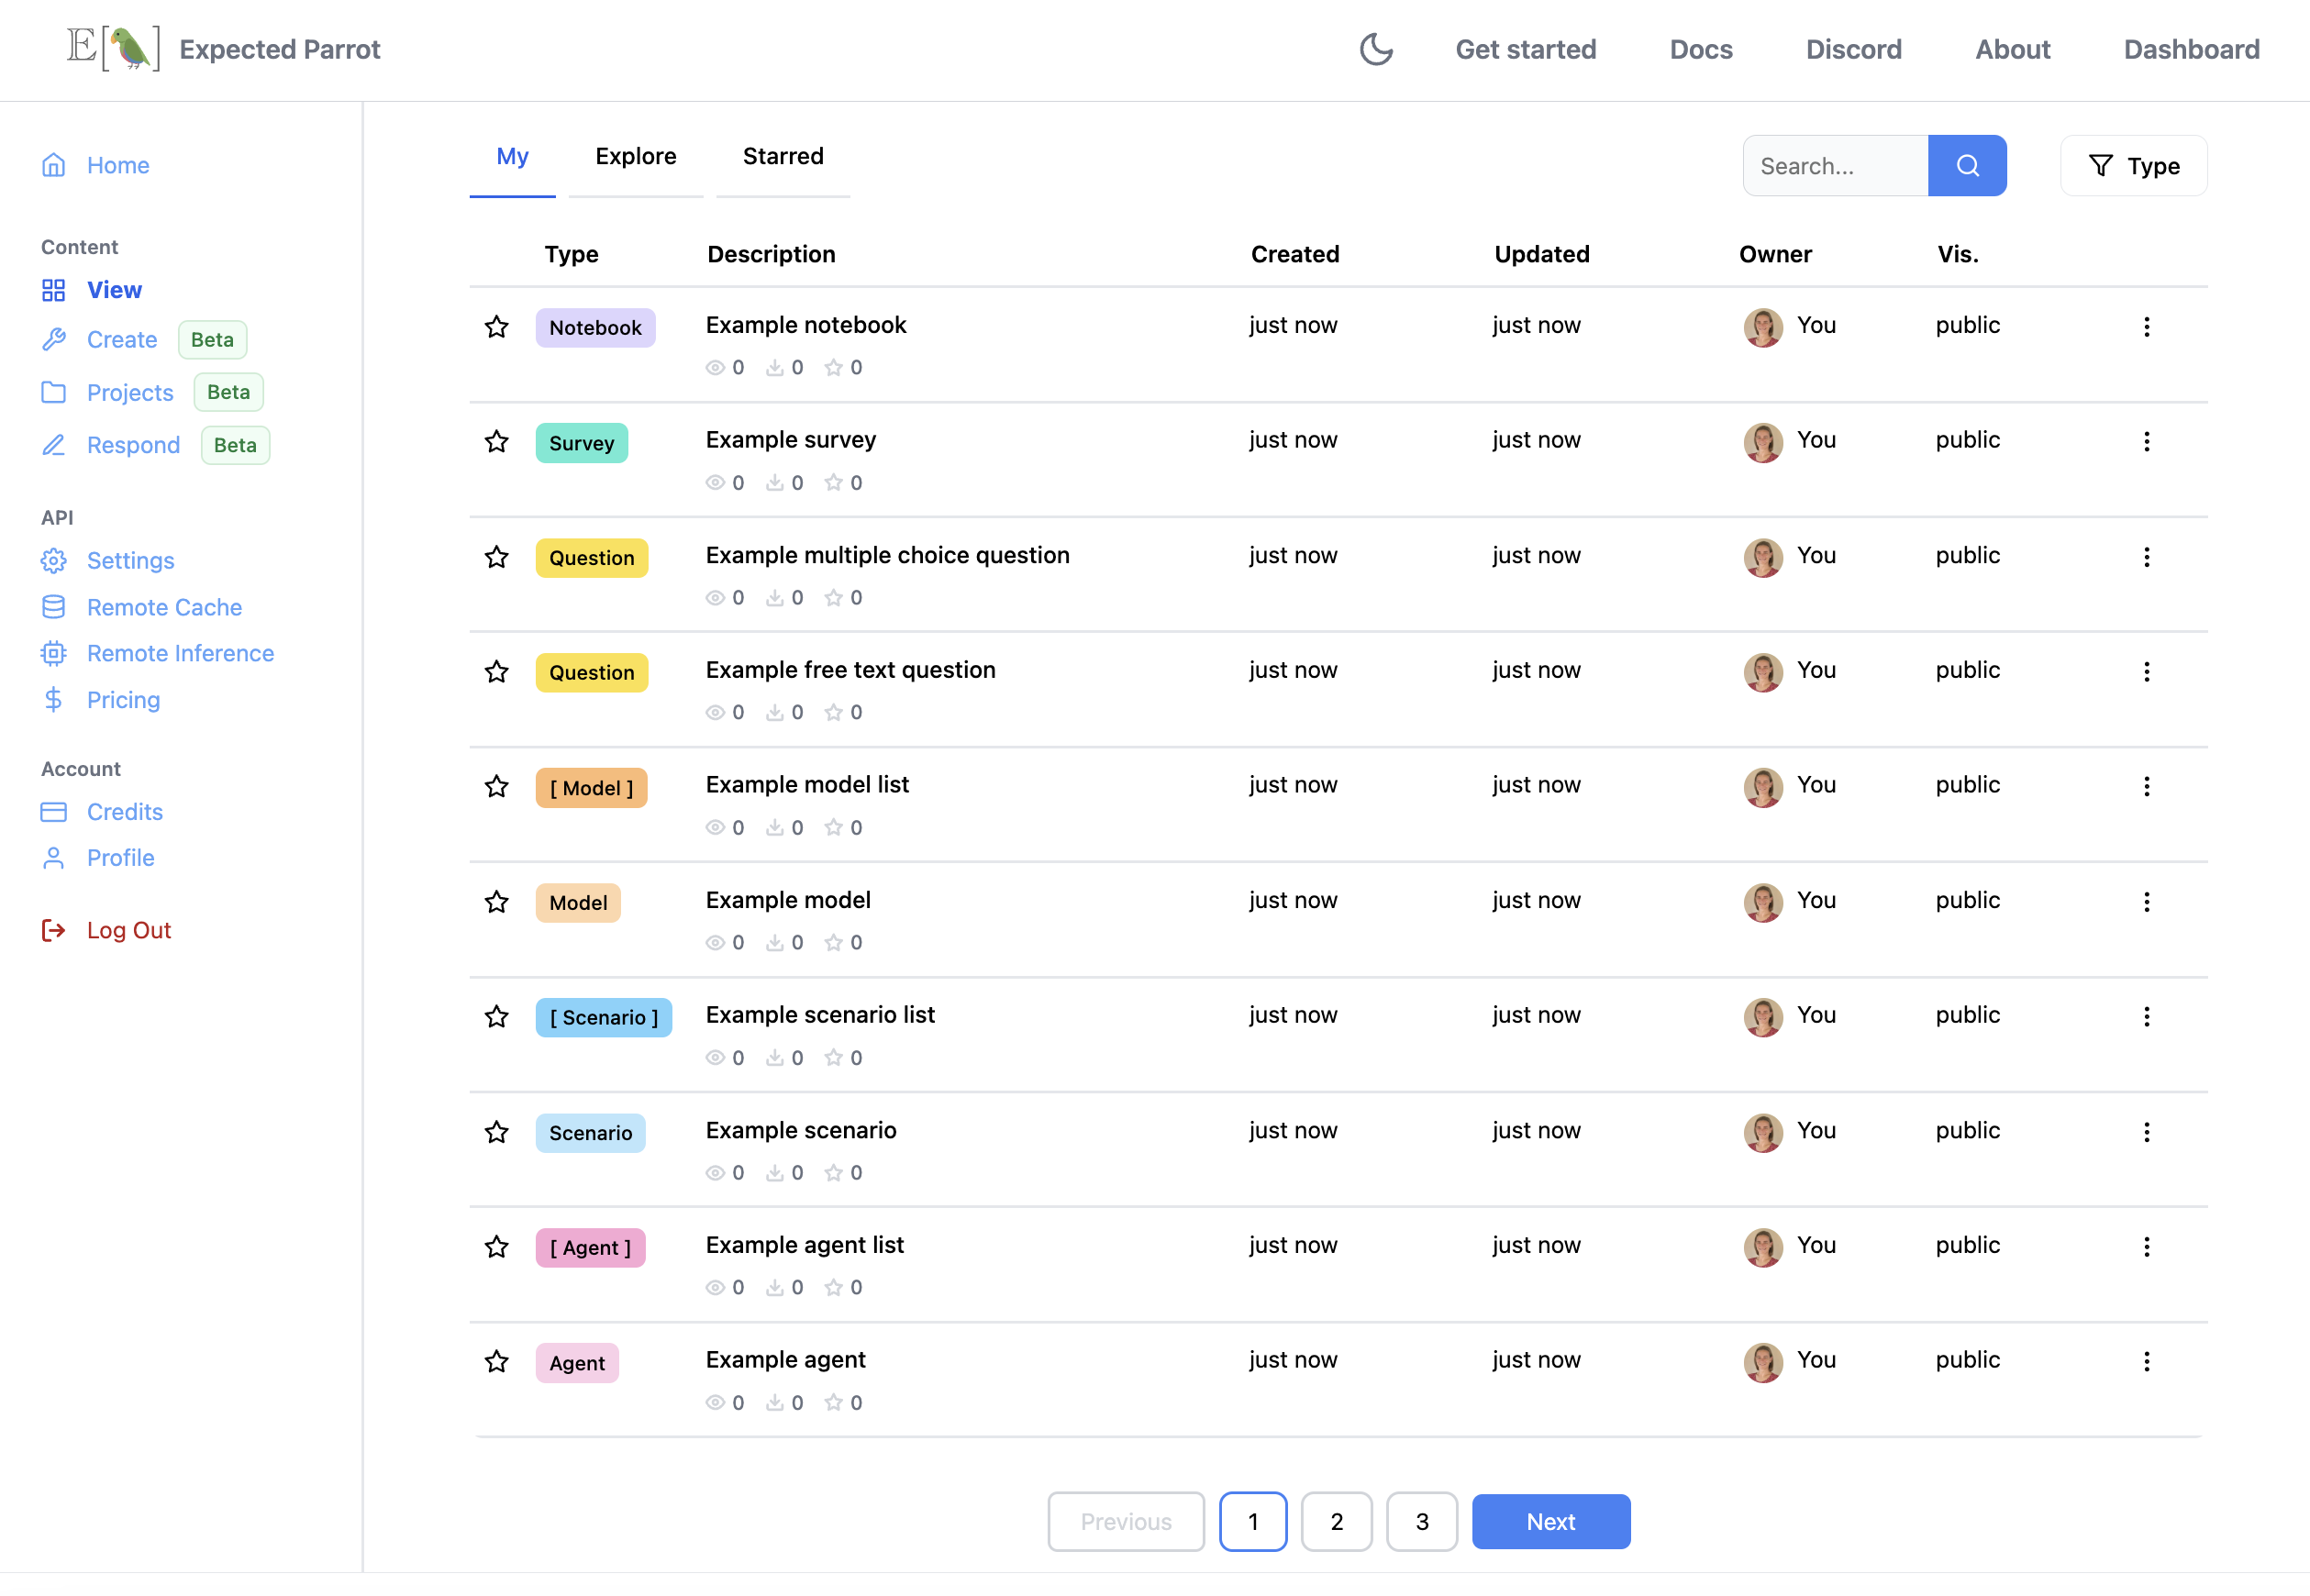 E[ ] Expected Parrot
Get started Docs Discord About Dashboard
Home
Content
View
Create Beta
Projects Beta
Respond Beta
API
Settings
Remote Cache
Remote Inference
Pricing
Account
Credits
Profile
Log Out
My Explore Starred
Search... Type
Type Description Created Updated Owner Vis.
Notebook Example notebook just now just now You public
0 0 0
Survey Example survey just now just now You public
0 0 0
Question Example multiple choice question just now just now You public
0 0 0
Question Example free text question just now just now You public
0 0 0
[ Model ] Example model list just now just now You public
0 0 0
Model Example model just now just now You public
0 0 0
[ Scenario ] Example scenario list just now just now You public
0 0 0
Scenario Example scenario just now just now You public
0 0 0
[ Agent ] Example agent list just now just now You public
0 0 0
Agent Example agent just now just now You public
0 0 0
Previous 1 2 3 Next